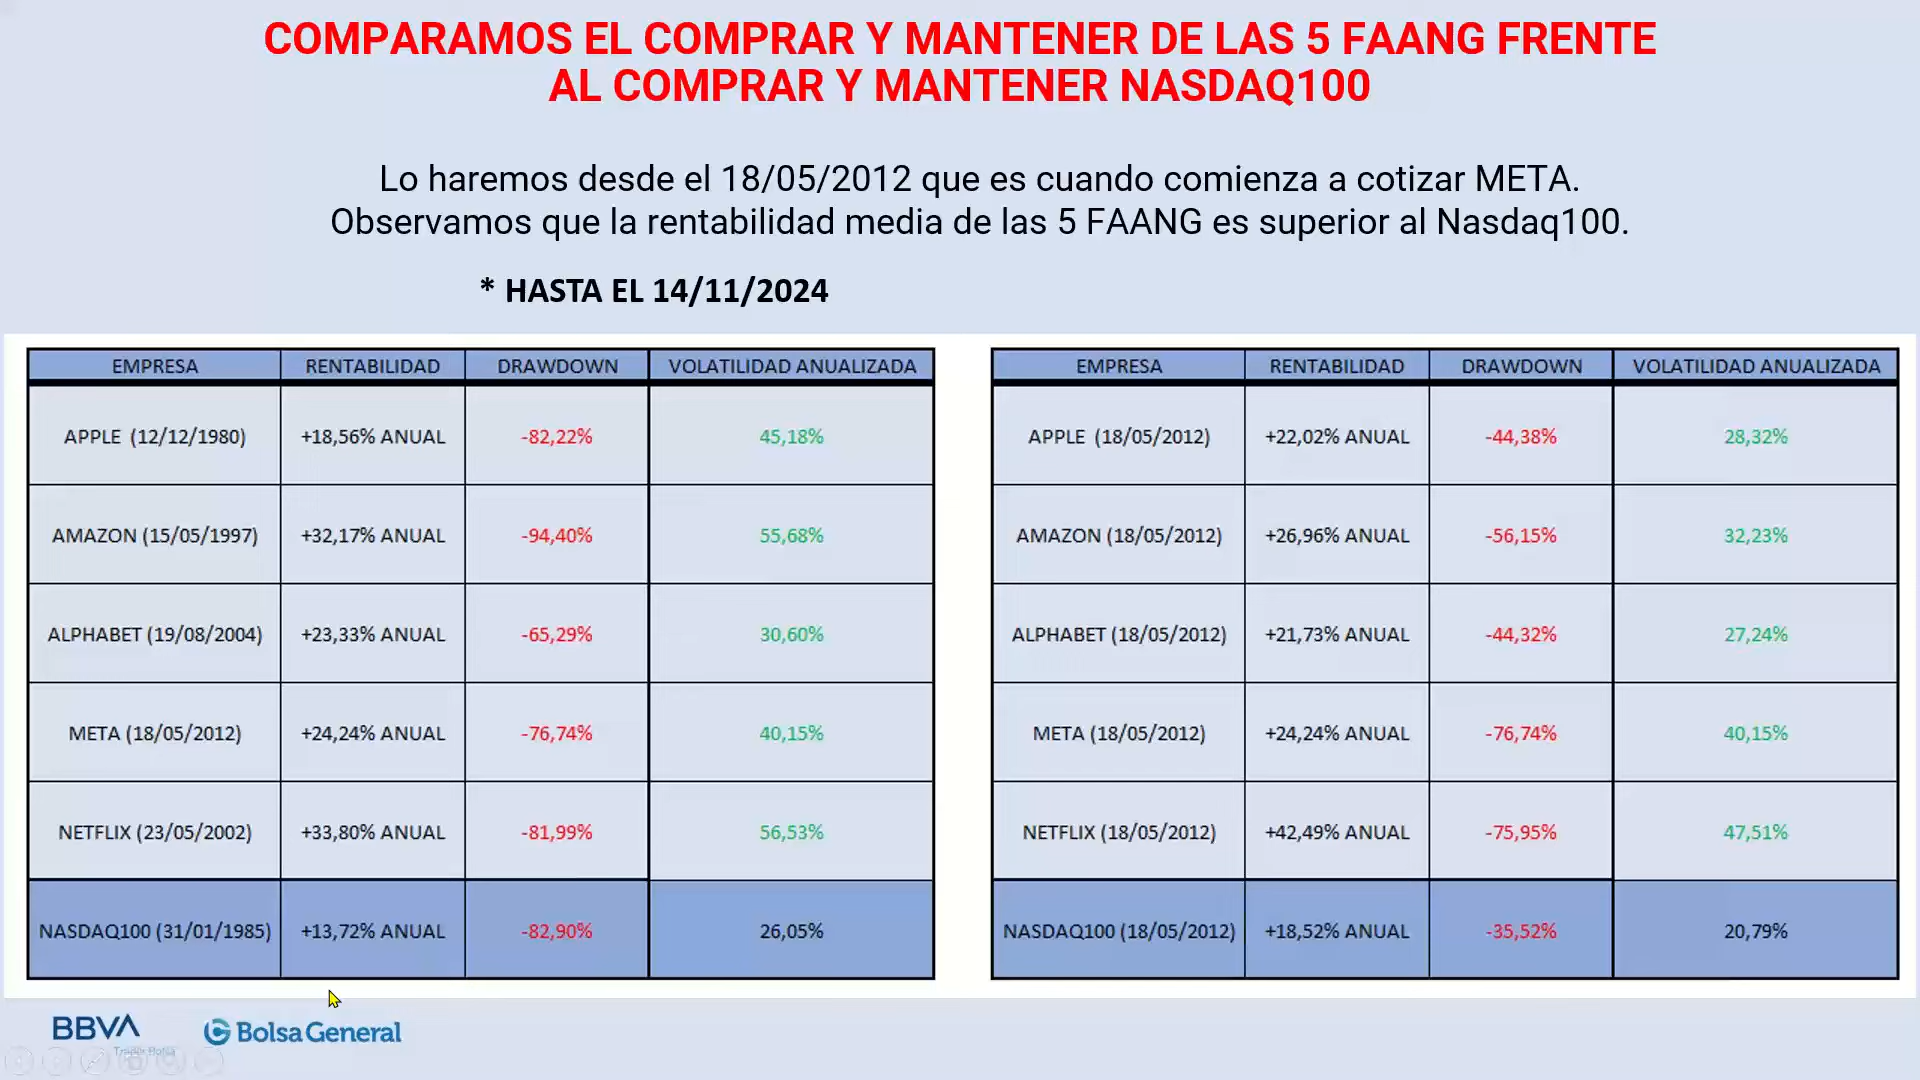 COMPARAMOS EL COMPRAR Y MANTENER DE LAS 5 FAANG FRENTE
AL COMPRAR Y MANTENER NASDAQ100
Lo haremos desde el 18/05/2012 que es cuando comienza a cotizar META.
Observamos que la rentabilidad media de las 5 FAANG es superior al Nasdaq100.
* HASTA EL 14/11/2024
EMPRESA RENTABILIDAD DRAWDOWN VOLATILIDAD ANUALIZADA
APPLE (12/12/1980) +18,56% ANUAL -82,22% 45,18%
AMAZON (15/05/1997) +32,17% ANUAL -94,40% 55,68%
ALPHABET (19/08/2004) +23,33% ANUAL -65,29% 30,60%
META (18/05/2012) +24,24% ANUAL -76,74% 40,15%
NETFLIX (23/05/2002) +33,80% ANUAL -81,99% 56,53%
NASDAQ100 (31/01/1985) +13,72% ANUAL -82,90% 26,05%
EMPRESA RENTABILIDAD DRAWDOWN VOLATILIDAD ANUALIZADA
APPLE (18/05/2012) +22,02% ANUAL -44,38% 28,32%
AMAZON (18/05/2012) +26,96% ANUAL -56,15% 32,23%
ALPHABET (18/05/2012) +21,73% ANUAL -44,32% 27,24%
META (18/05/2012) +24,24% ANUAL -76,74% 40,15%
NETFLIX (18/05/2012) +42,49% ANUAL -75,95% 47,51%
NASDAQ100 (18/05/2012) +18,52% ANUAL -35,52% 20,79%
BBVA
Trader Bolsa
Bolsa General